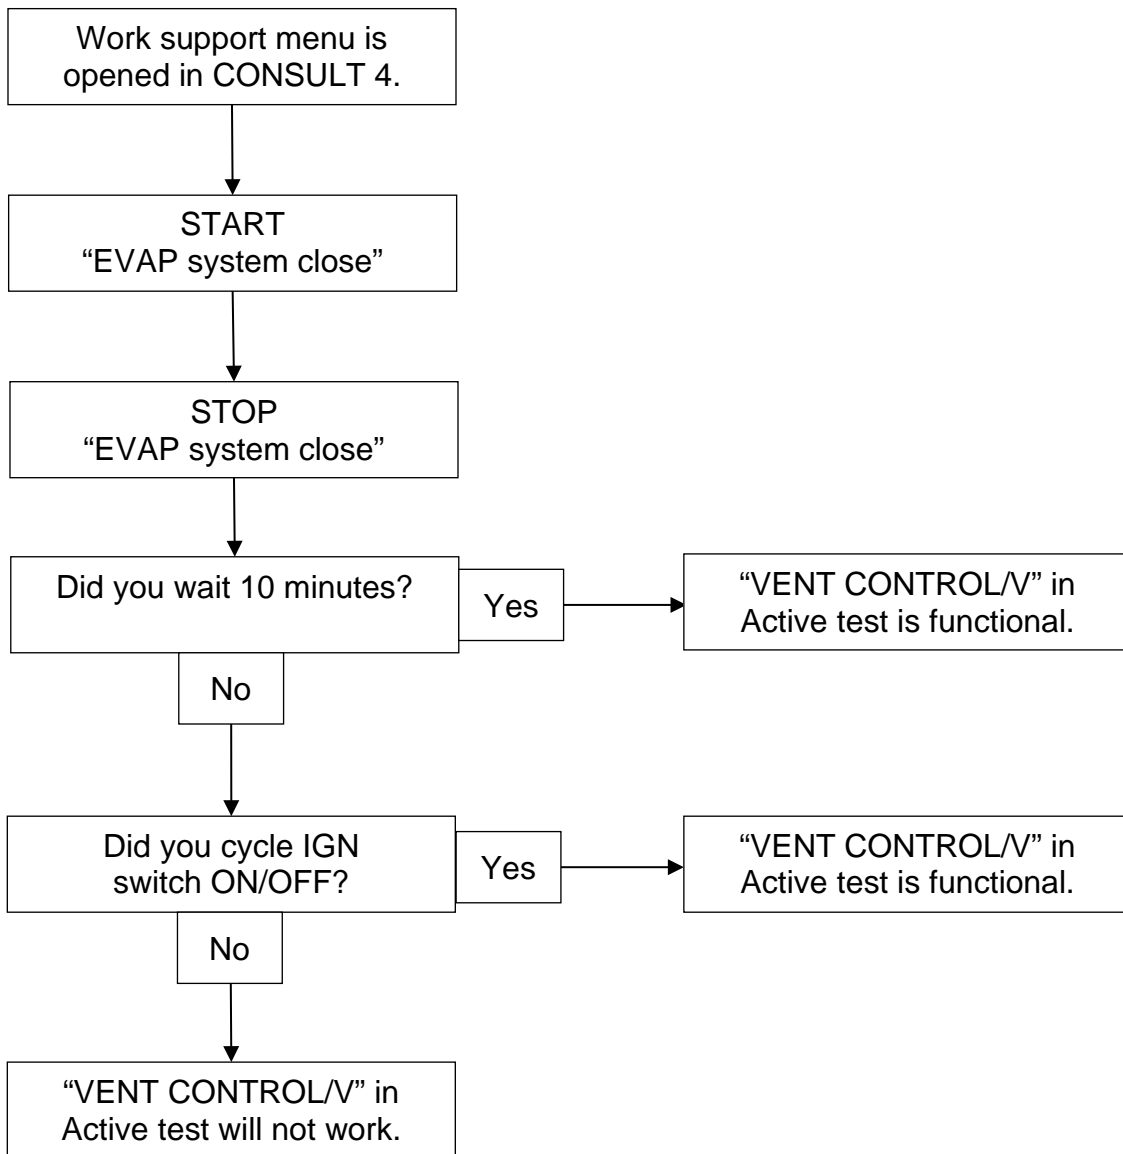 Work support menu is
opened in CONSULT 4.
START
“EVAP system close”
STOP
“EVAP system close”
Did you wait 10 minutes?
Yes
“VENT CONTROL/V” in
Active test is functional.
No
Did you cycle IGN
switch ON/OFF?
Yes
“VENT CONTROL/V” in
Active test is functional.
No
“VENT CONTROL/V” in
Active test will not work.